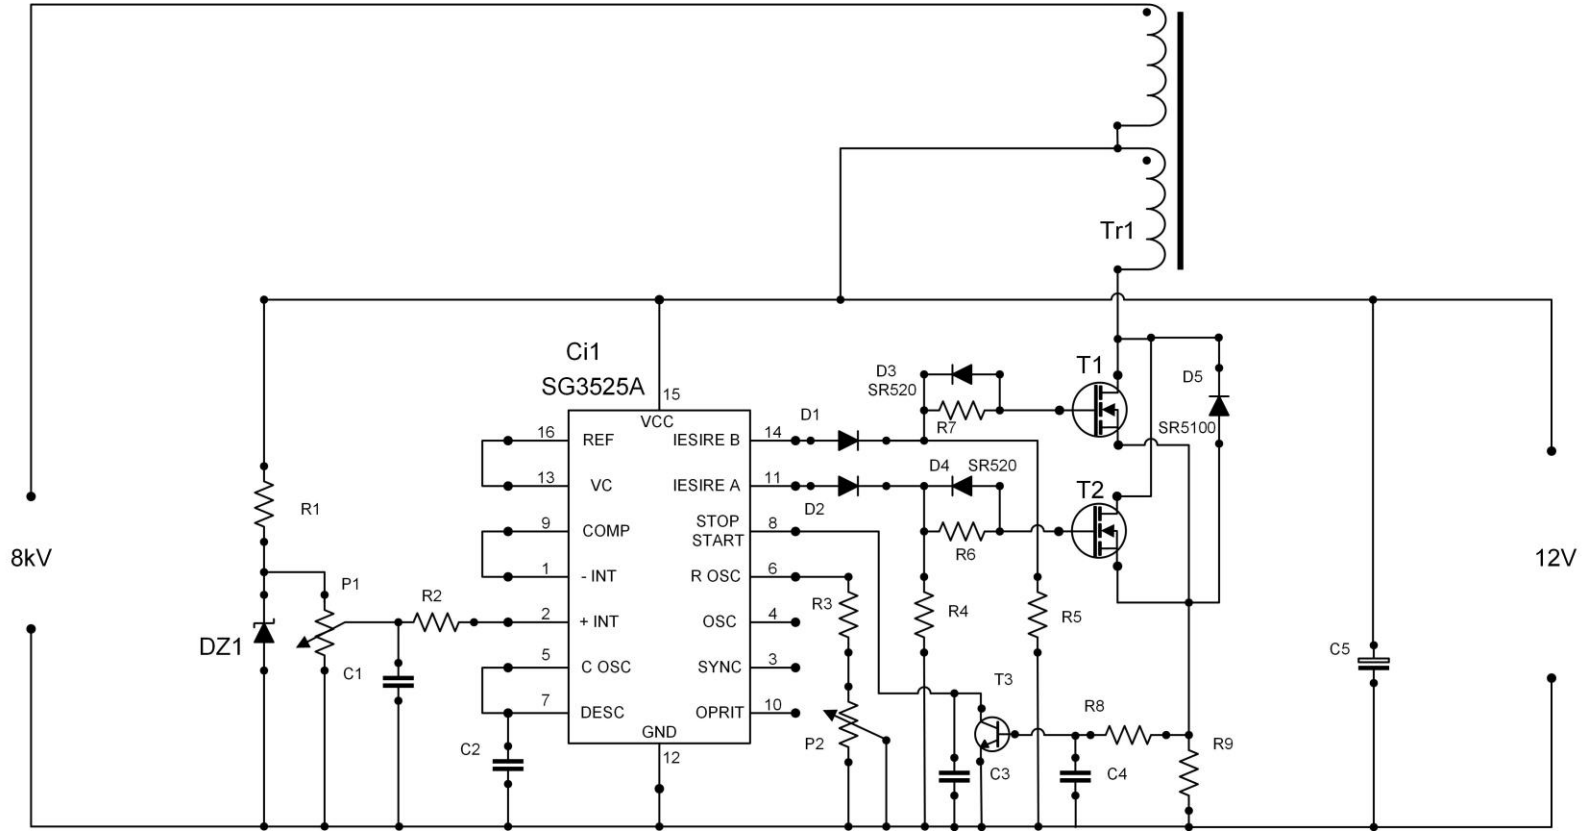 Tr1
Ci1
SG3525A
15
VCC
16 REF IESIRE B 14
13 VC IESIRE A 11
9 COMP STOP START 8
1 - INT R OSC 6
2 + INT OSC 4
5 C OSC SYNC 3
7 DESC OPRIT 10
GND
12
D1
D2
D3
SR520
R7
D4 SR520
R6
T1
D5
SR5100
T2
8kV
R1
P1
R2
DZ1
C1
C2
R3
R4
R5
P2
T3
C3
R8
C4
R9
C5
12V